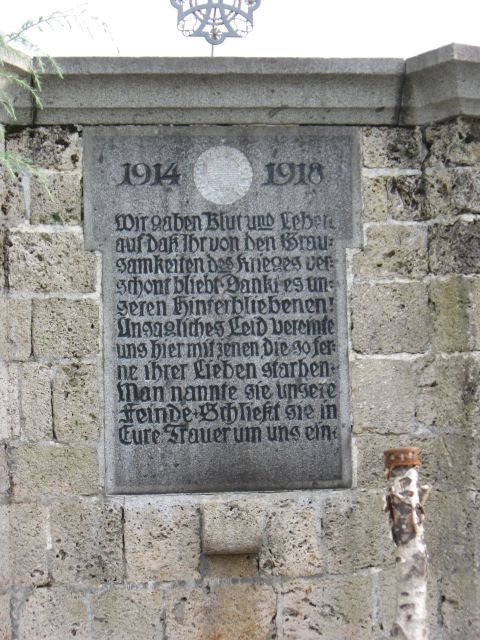 1914 1918
Wir gaben Blut und Leben
auf daß Ihr von den Grau-
samkeiten des Krieges ver-
schont bliebt. Dankt es un-
seren Hinterbliebenen!
Unsägliches Leid vereinte
uns hier mit jenen die so fer-
ne ihrer Lieben starben.
Man nannte sie unsere
Feinde. Schließt sie in
Eure Trauer um uns ein.